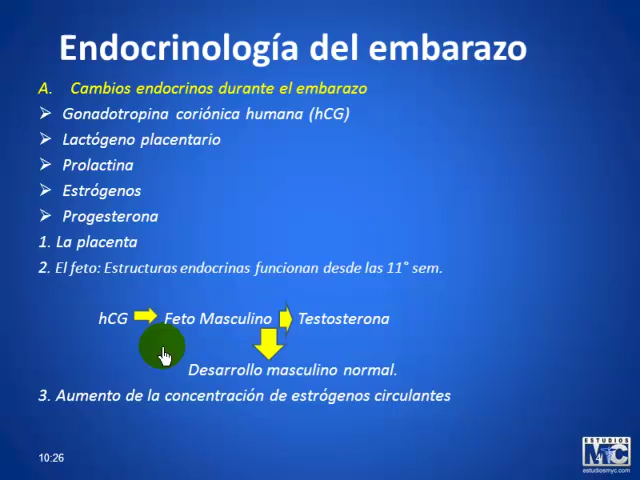 Endocrinología del embarazo
A. Cambios endocrinos durante el embarazo
Gonadotropina coriónica humana (hCG)
Lactógeno placentario
Prolactina
Estrógenos
Progesterona
1. La placenta
2. El feto: Estructuras endocrinas funcionan desde las 11° sem.
hCG Feto Masculino Testosterona
Desarrollo masculino normal.
3. Aumento de la concentración de estrógenos circulantes
10:26
ESTUDIOS
MC
estudiosmyc.com